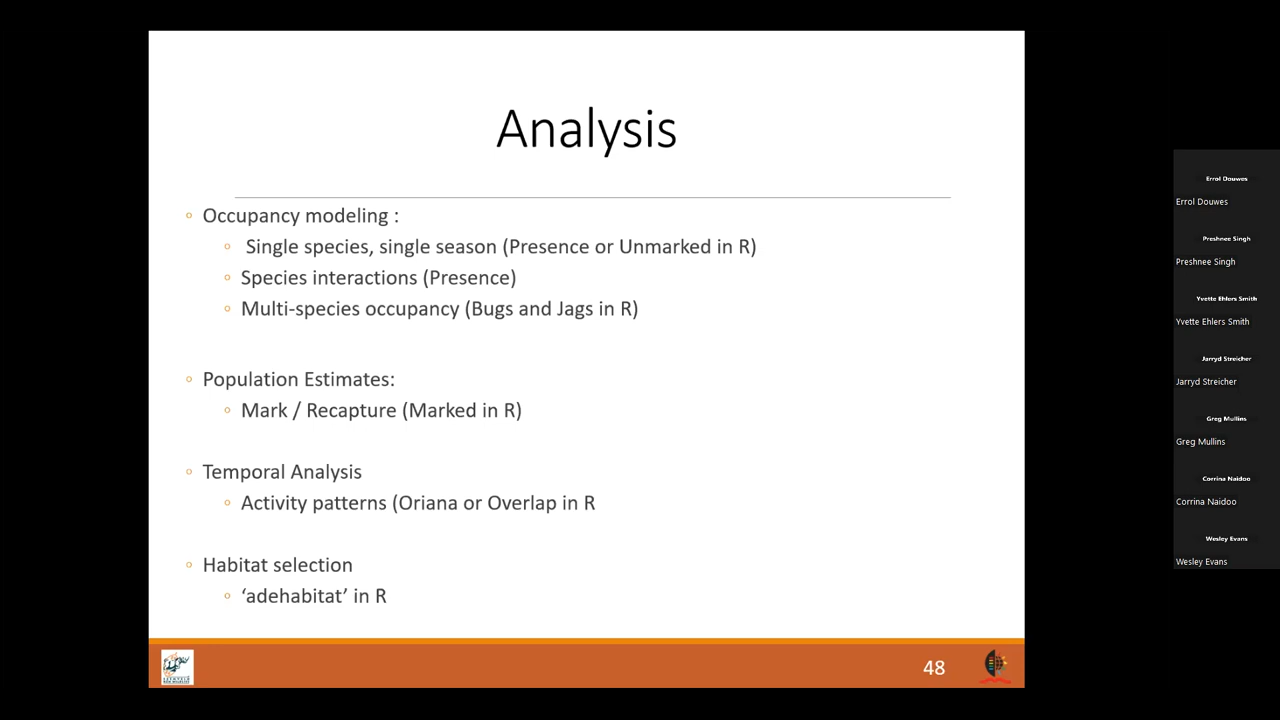 Analysis
Occupancy modeling :
Single species, single season (Presence or Unmarked in R)
Species interactions (Presence)
Multi-species occupancy (Bugs and Jags in R)
Population Estimates:
Mark / Recapture (Marked in R)
Temporal Analysis
Activity patterns (Oriana or Overlap in R
Habitat selection
‘adehabitat’ in R
48
Errol Douwes
Errol Douwes
Preshnee Singh
Preshnee Singh
Yvette Ehlers Smith
Yvette Ehlers Smith
Jarryd Streicher
Jarryd Streicher
Greg Mullins
Greg Mullins
Corrina Naidoo
Corrina Naidoo
Wesley Evans
Wesley Evans